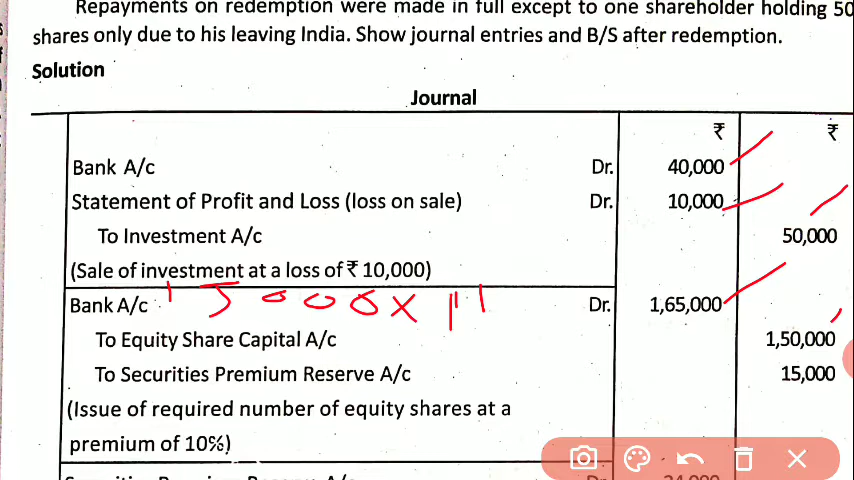 Repayments on redemption were made in full except to one shareholder holding 50
shares only due to his leaving India. Show journal entries and B/S after redemption.
Solution
Journal
₹ ₹
Bank A/c Dr. 40,000
Statement of Profit and Loss (loss on sale) Dr. 10,000
To Investment A/c 50,000
(Sale of investment at a loss of ₹ 10,000)
Bank A/c Dr. 1,65,000
To Equity Share Capital A/c 1,50,000
To Securities Premium Reserve A/c 15,000
(Issue of required number of equity shares at a
premium of 10%)